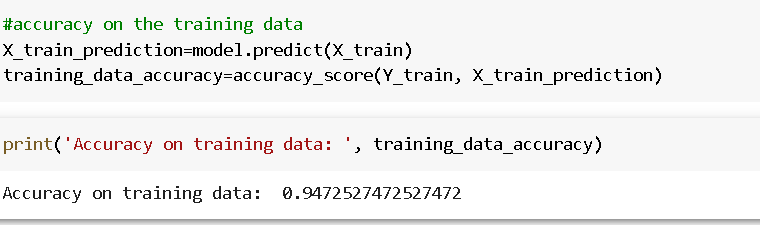 #accuracy on the training data
X_train_prediction=model.predict(X_train)
training_data_accuracy=accuracy_score(Y_train, X_train_prediction)
print('Accuracy on training data: ', training_data_accuracy)
Accuracy on training data:  0.9472527472527472